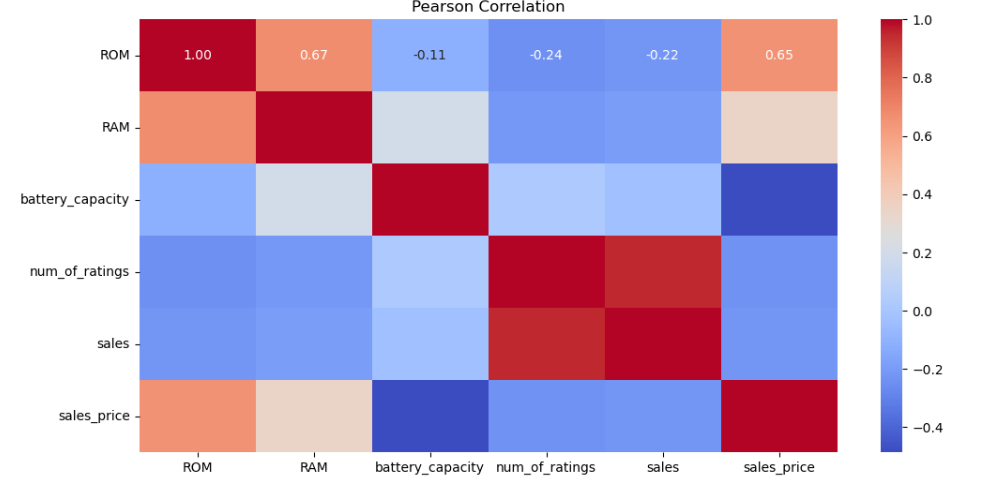 Pearson Correlation
ROM 1.00 0.67 -0.11 -0.24 -0.22 0.65
RAM
battery_capacity
num_of_ratings
sales
sales_price
ROM RAM battery_capacity num_of_ratings sales sales_price
1.0
0.8
0.6
0.4
0.2
0.0
−0.2
−0.4